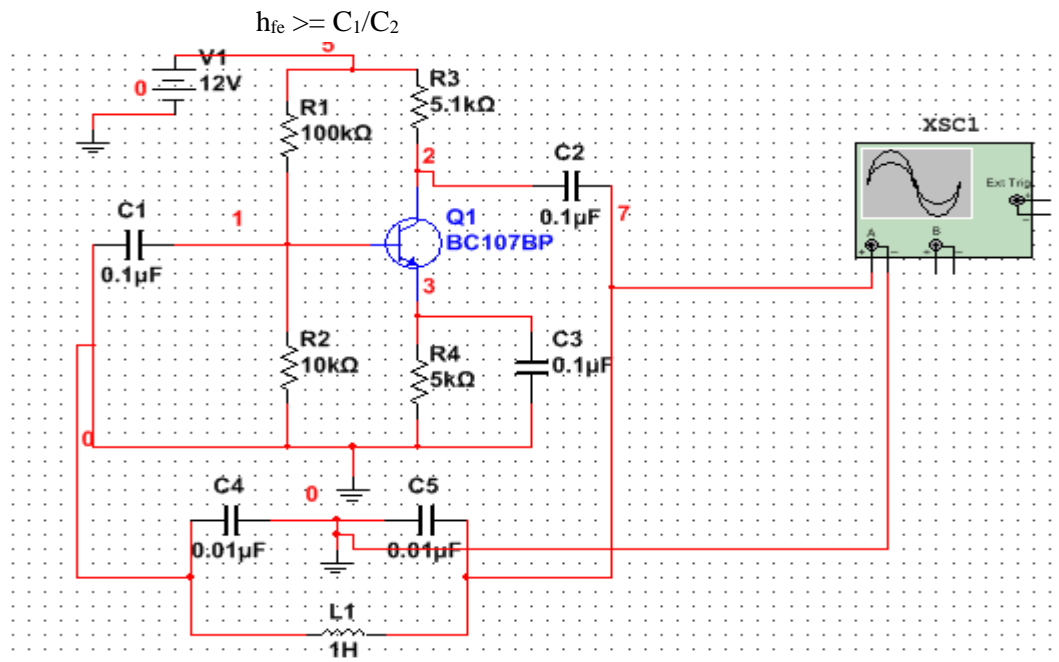 hfe >= C1/C2
5
V1
0
12V
R3
5.1kΩ
R1
100kΩ
XSC1
2
C2
Ext Trig
+
-
C1
1
Q1
7
0.1µF
BC107BP
A
B
+
-
+
-
0.1µF
3
R2
10kΩ
R4
5kΩ
C3
0.1µF
0
C4
0
C5
0.01µF
0.01µF
L1
1H